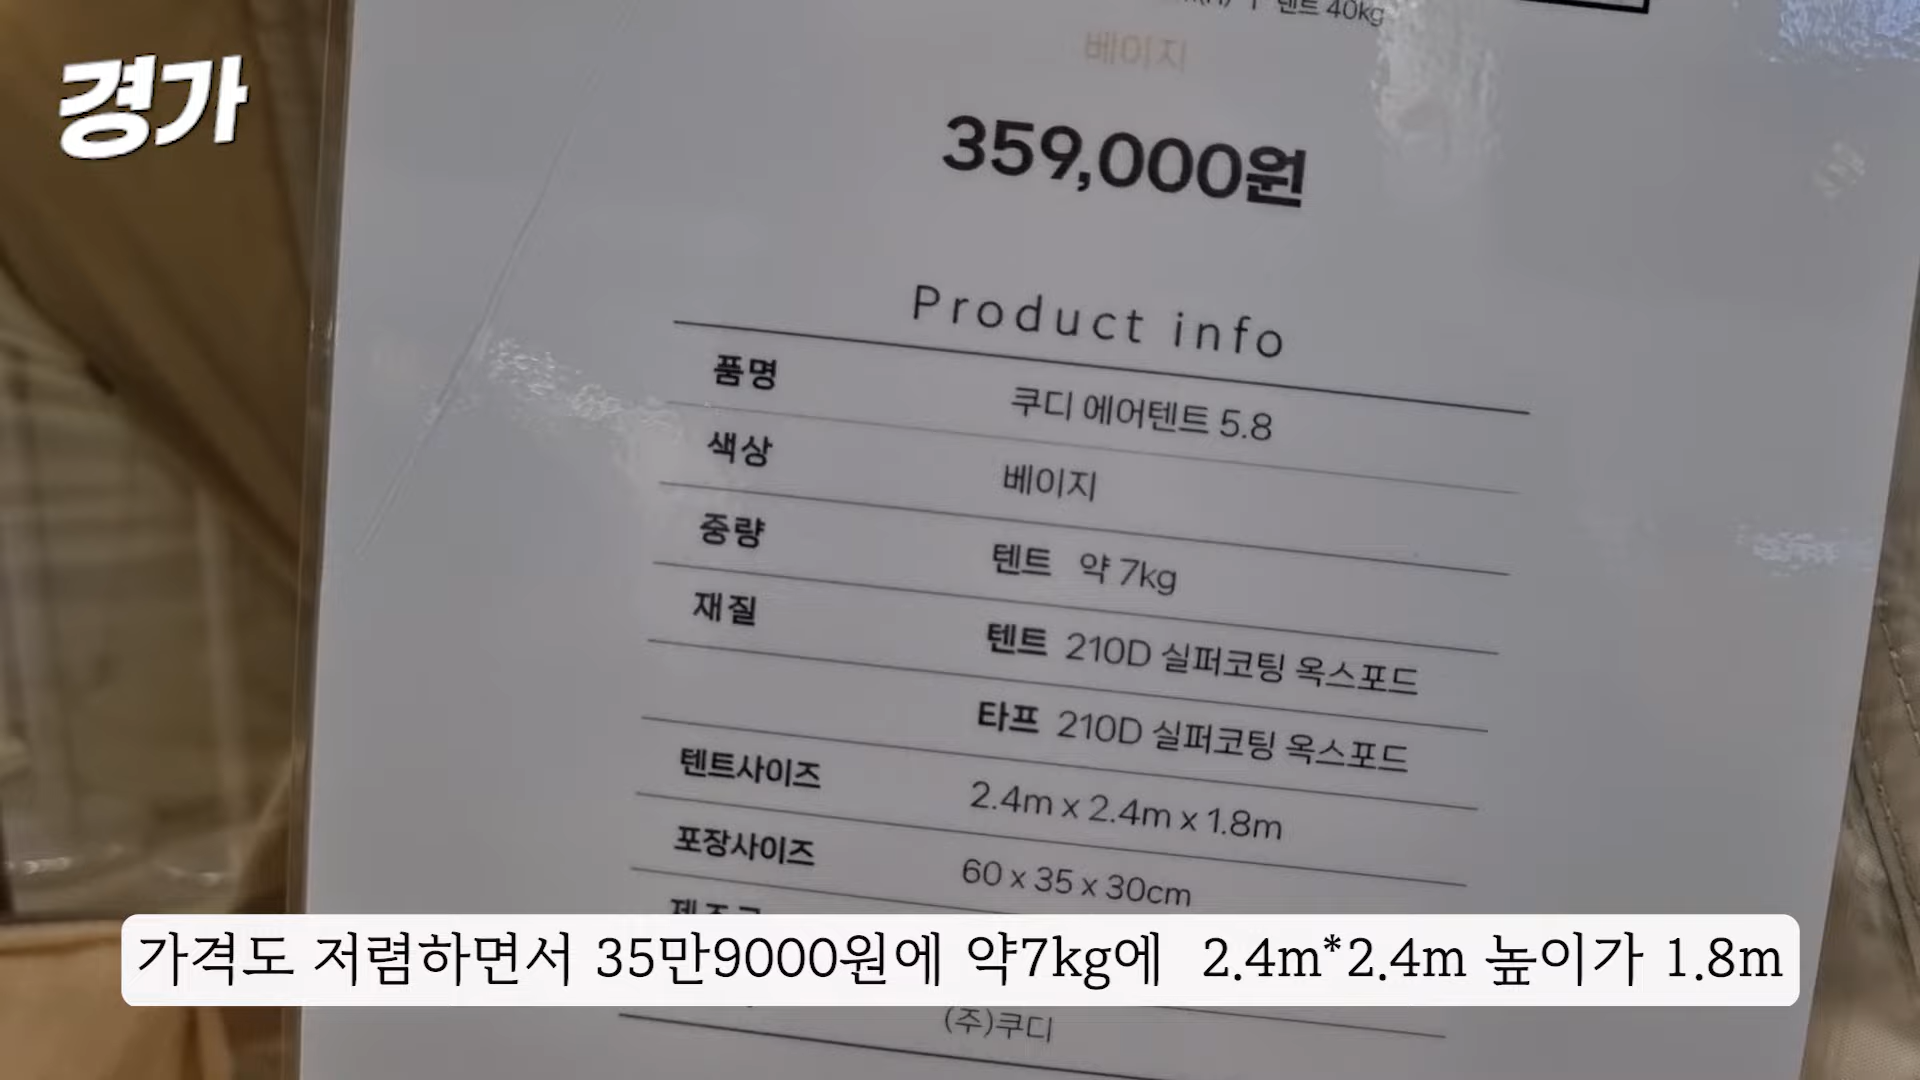 경가
텐트 40kg
베이지
359,000원
Product info
품명 쿠디 에어텐트 5.8
색상 베이지
중량 텐트 약 7kg
재질 텐트 210D 실퍼코팅 옥스포드
타프 210D 실퍼코팅 옥스포드
텐트사이즈 2.4m x 2.4m x 1.8m
포장사이즈 60 x 35 x 30cm
가격도 저렴하면서 35만9000원에 약7kg에 2.4m*2.4m 높이가 1.8m
(주)쿠디